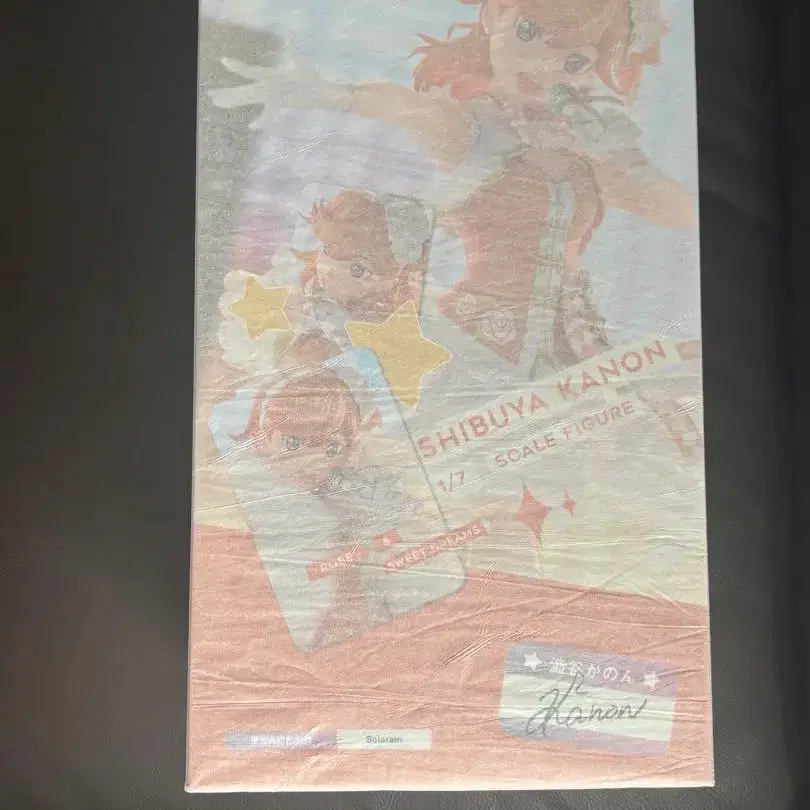 SHIBUYA KANON
1/7 SCALE FIGURE
ROSE & SWEET DREAMS
澁谷かのん
Kanon
Solarain